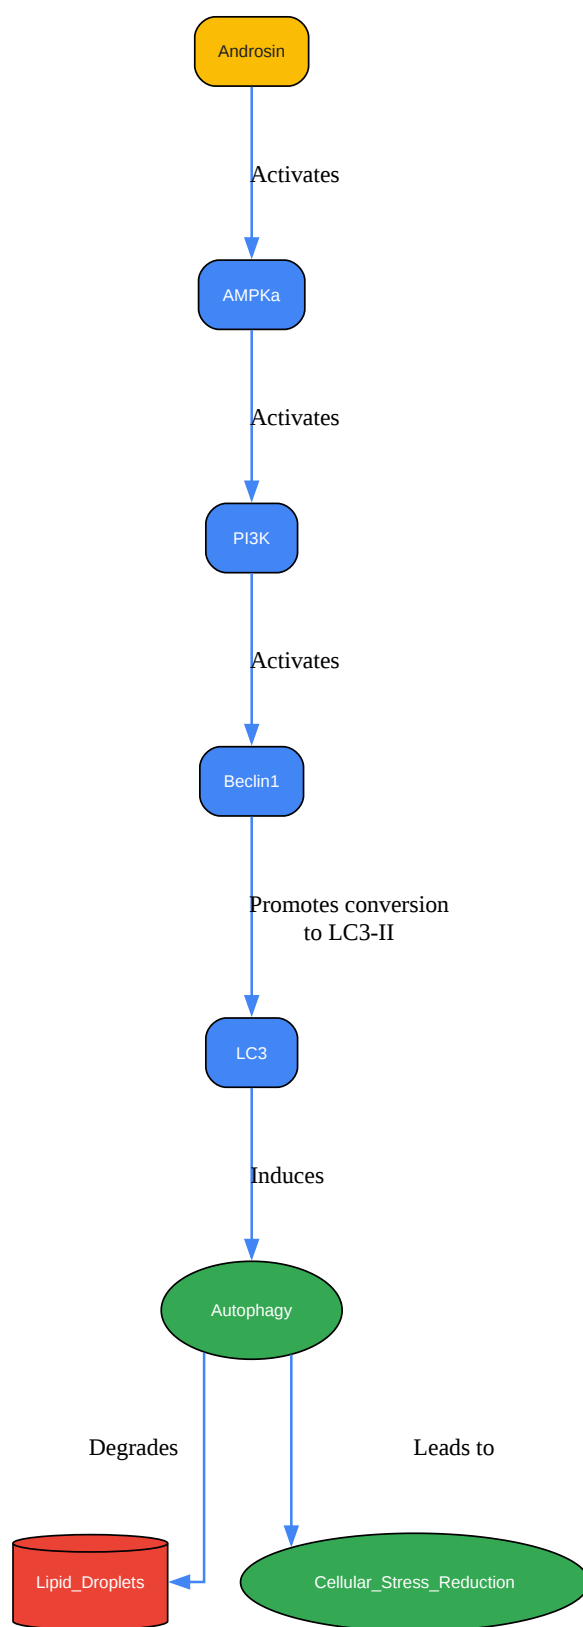 Androsin
Activates
AMPKa
Activates
PI3K
Activates
Beclin1
Promotes conversion
to LC3-II
LC3
Induces
Autophagy
Degrades
Leads to
Lipid_Droplets
Cellular_Stress_Reduction